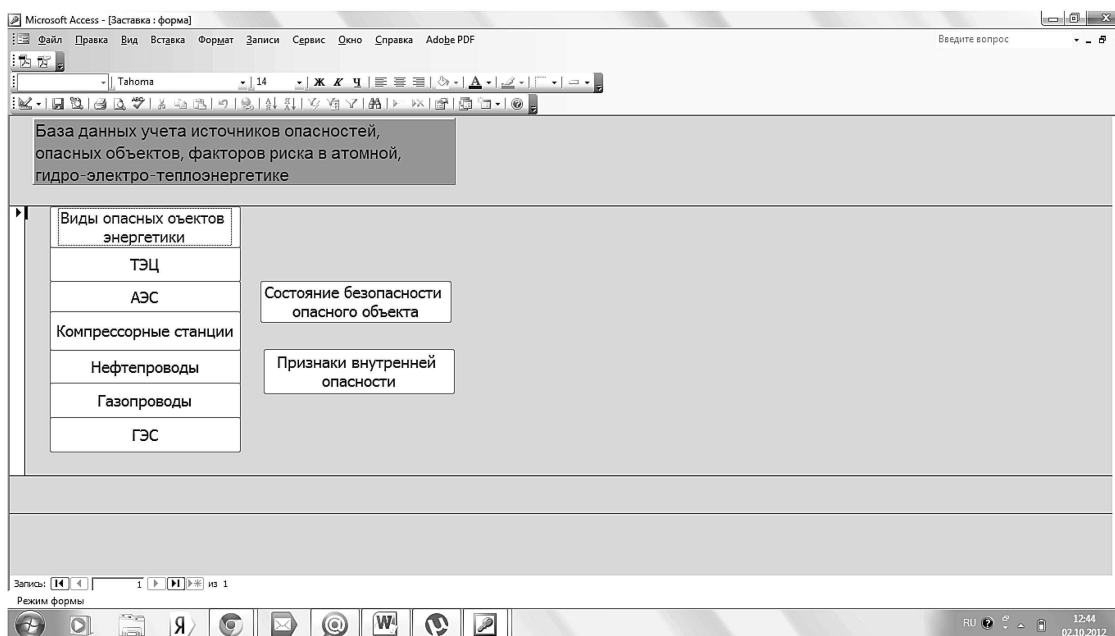 Microsoft Access - [Заставка : форма]
Файл Правка Вид Вставка Формат Записи Сервис Окно Справка Adobe PDF Введите вопрос
Tahoma 14 Ж К Ч
База данных учета источников опасностей,
опасных объектов, факторов риска в атомной,
гидро-электро-теплоэнергетике
Виды опасных оъектов
энергетики
ТЭЦ
АЭС
Компрессорные станции
Нефтепроводы
Газопроводы
ГЭС
Состояние безопасности
опасного объекта
Признаки внутренней
опасности
Запись: 1 из 1
Режим формы
RU 12:44
02.10.2012